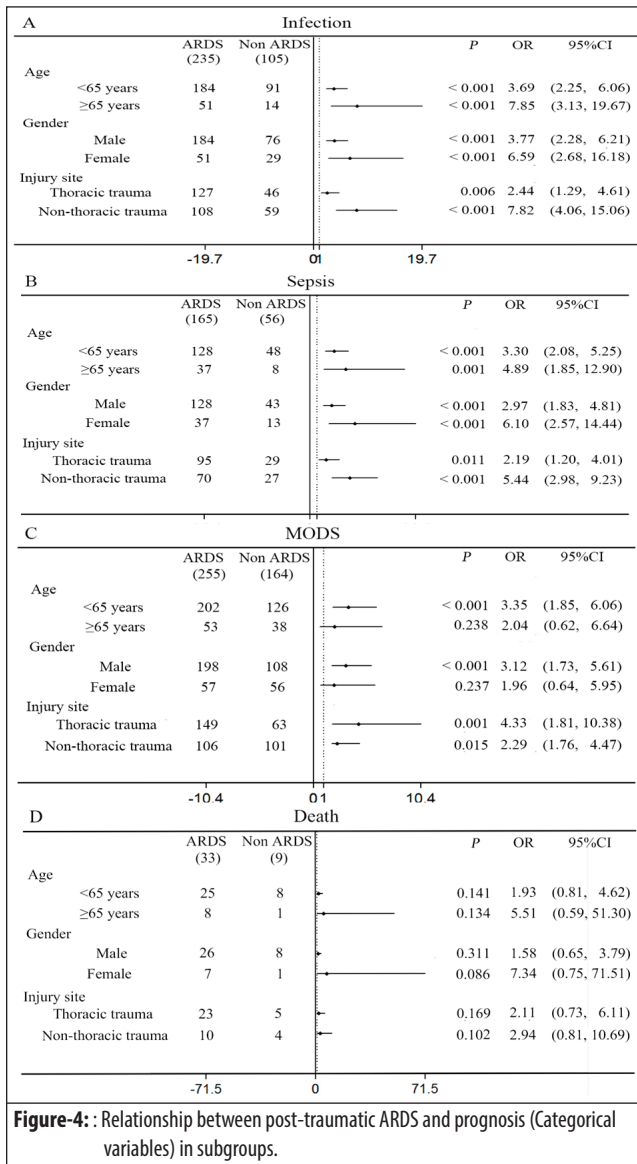 A Infection
ARDS Non ARDS P OR 95%CI
(235) (105)
Age
<65 years 184 91 < 0.001 3.69 (2.25, 6.06)
≥65 years 51 14 < 0.001 7.85 (3.13, 19.67)
Gender
Male 184 76 < 0.001 3.77 (2.28, 6.21)
Female 51 29 < 0.001 6.59 (2.68, 16.18)
Injury site
Thoracic trauma 127 46 0.006 2.44 (1.29, 4.61)
Non-thoracic trauma 108 59 < 0.001 7.82 (4.06, 15.06)
-19.7 01 19.7
B Sepsis
ARDS Non ARDS P OR 95%CI
(165) (56)
Age
<65 years 128 48 < 0.001 3.30 (2.08, 5.25)
≥65 years 37 8 0.001 4.89 (1.85, 12.90)
Gender
Male 128 43 < 0.001 2.97 (1.83, 4.81)
Female 37 13 < 0.001 6.10 (2.57, 14.44)
Injury site
Thoracic trauma 95 29 0.011 2.19 (1.20, 4.01)
Non-thoracic trauma 70 27 < 0.001 5.44 (2.98, 9.23)
C MODS
ARDS Non ARDS P OR 95%CI
(255) (164)
Age
<65 years 202 126 < 0.001 3.35 (1.85, 6.06)
≥65 years 53 38 0.238 2.04 (0.62, 6.64)
Gender
Male 198 108 < 0.001 3.12 (1.73, 5.61)
Female 57 56 0.237 1.96 (0.64, 5.95)
Injury site
Thoracic trauma 149 63 0.001 4.33 (1.81, 10.38)
Non-thoracic trauma 106 101 0.015 2.29 (1.76, 4.47)
-10.4 01 10.4
D Death
ARDS Non ARDS P OR 95%CI
(33) (9)
Age
<65 years 25 8 0.141 1.93 (0.81, 4.62)
≥65 years 8 1 0.134 5.51 (0.59, 51.30)
Gender
Male 26 8 0.311 1.58 (0.65, 3.79)
Female 7 1 0.086 7.34 (0.75, 71.51)
Injury site
Thoracic trauma 23 5 0.169 2.11 (0.73, 6.11)
Non-thoracic trauma 10 4 0.102 2.94 (0.81, 10.69)
-71.5 0 71.5
Figure-4: : Relationship between post-traumatic ARDS and prognosis (Categorical
variables) in subgroups.